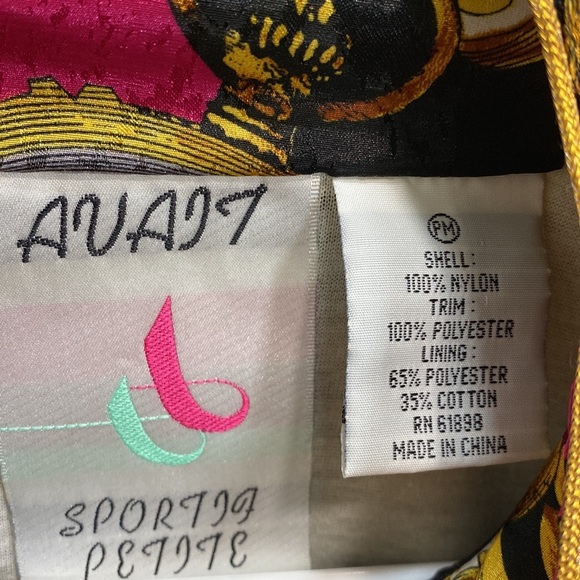 AVAIT
SPORTIF
PETITE
PM
SHELL:
100% NYLON
TRIM:
100% POLYESTER
LINING:
65% POLYESTER
35% COTTON
RN 61898
MADE IN CHINA